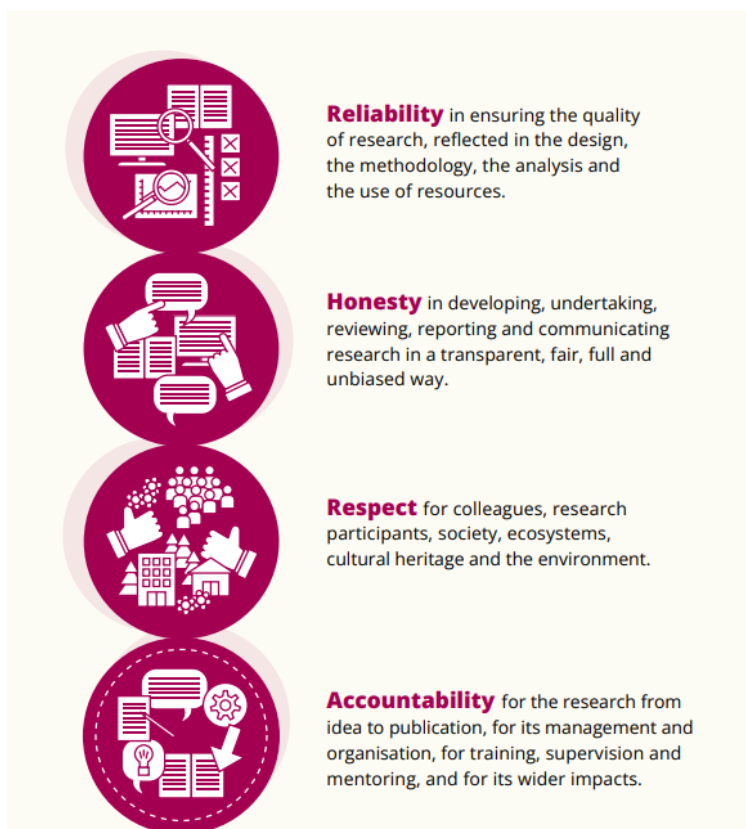 Reliability in ensuring the quality
of research, reflected in the design,
the methodology, the analysis and
the use of resources.
Honesty in developing, undertaking,
reviewing, reporting and communicating
research in a transparent, fair, full and
unbiased way.
Respect for colleagues, research
participants, society, ecosystems,
cultural heritage and the environment.
Accountability for the research from
idea to publication, for its management and
organisation, for training, supervision and
mentoring, and for its wider impacts.